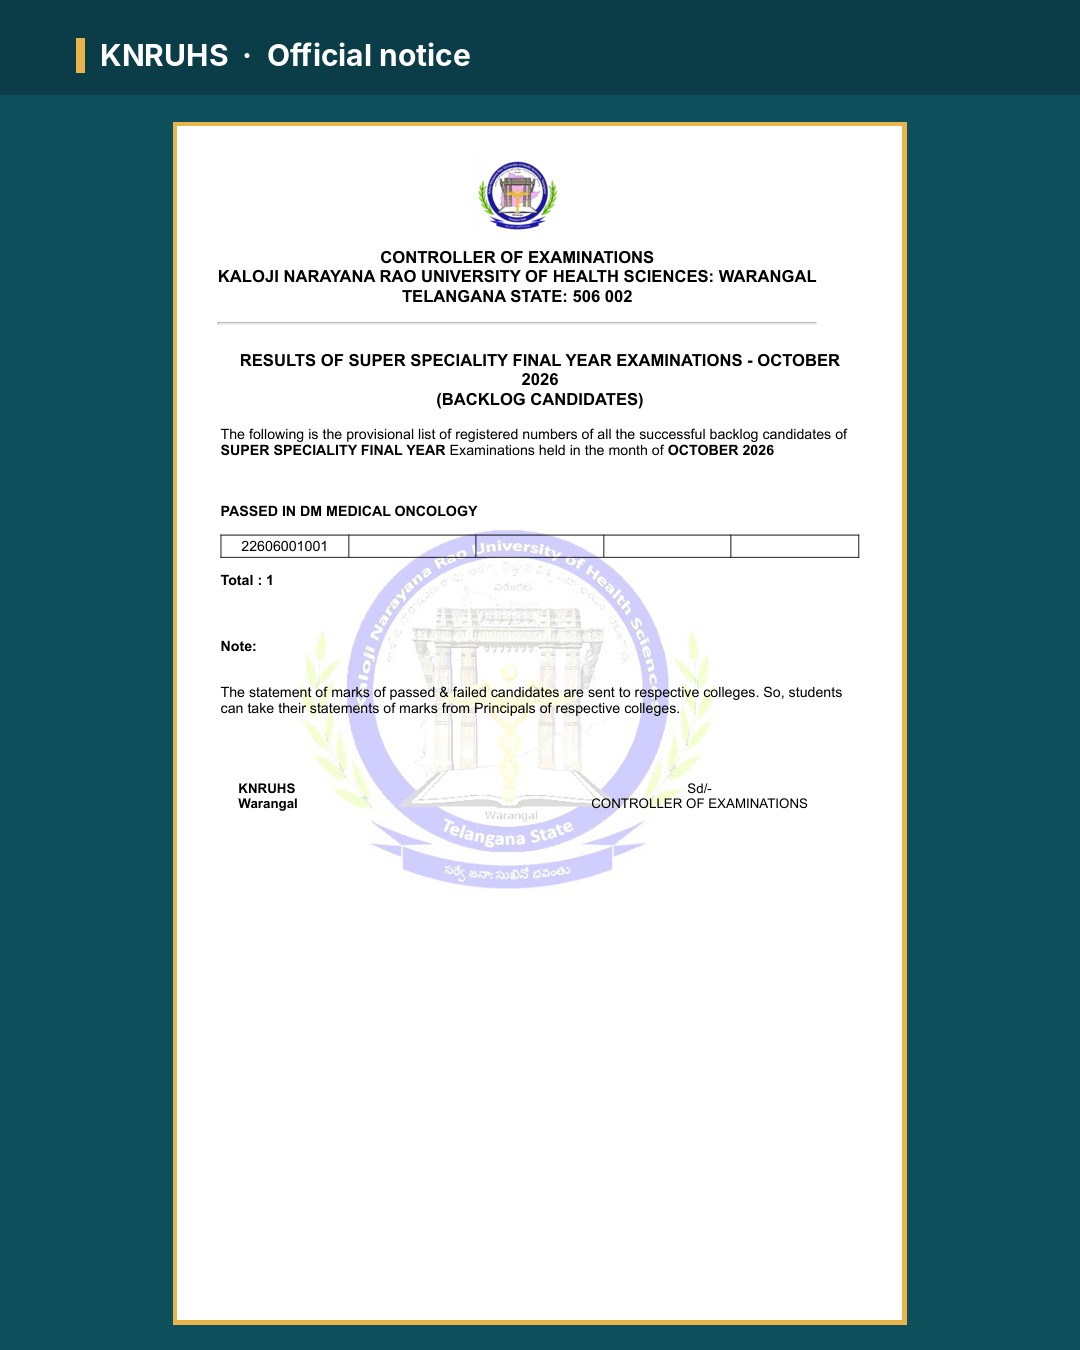 KNRUHS · Official notice
CONTROLLER OF EXAMINATIONS
KALOJI NARAYANA RAO UNIVERSITY OF HEALTH SCIENCES: WARANGAL
TELANGANA STATE: 506 002
RESULTS OF SUPER SPECIALITY FINAL YEAR EXAMINATIONS - OCTOBER
2026
(BACKLOG CANDIDATES)
The following is the provisional list of registered numbers of all the successful backlog candidates of
SUPER SPECIALITY FINAL YEAR Examinations held in the month of OCTOBER 2026
PASSED IN DM MEDICAL ONCOLOGY
22606001001
Total : 1
Note:
The statement of marks of passed & failed candidates are sent to respective colleges. So, students
can take their statements of marks from Principals of respective colleges.
KNRUHS
Warangal
Sd/-
CONTROLLER OF EXAMINATIONS
Kaloji Narayana Rao University of Health Sciences
వరంగల్
Warangal
Telangana State
సర్వే జనాః సుఖినో భవంతు